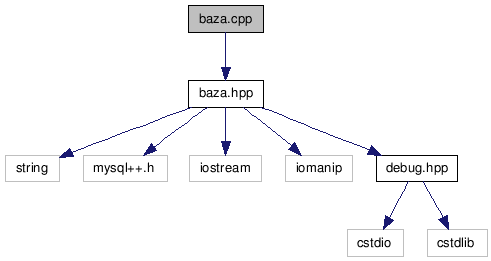 baza.cpp
baza.hpp
string
mysql++.h
iostream
iomanip
debug.hpp
cstdio
cstdlib